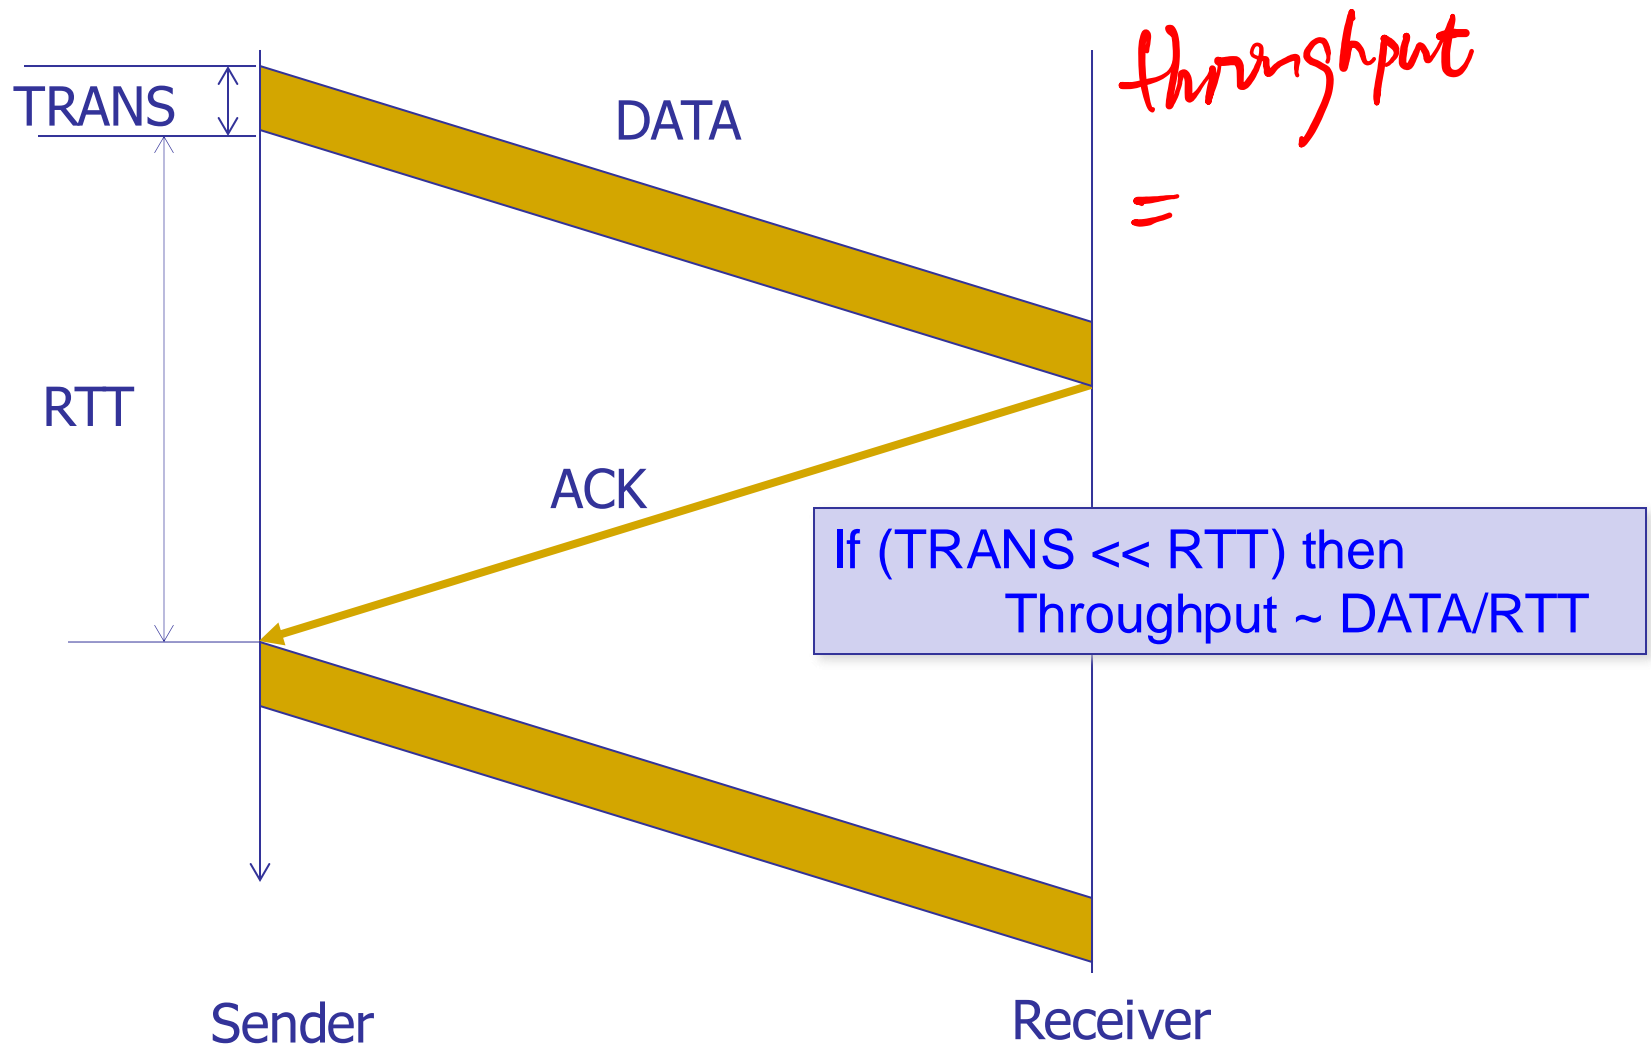 throughput
=
TRANS
DATA
RTT
ACK
If (TRANS << RTT) then
Throughput ~ DATA/RTT
Sender
Receiver